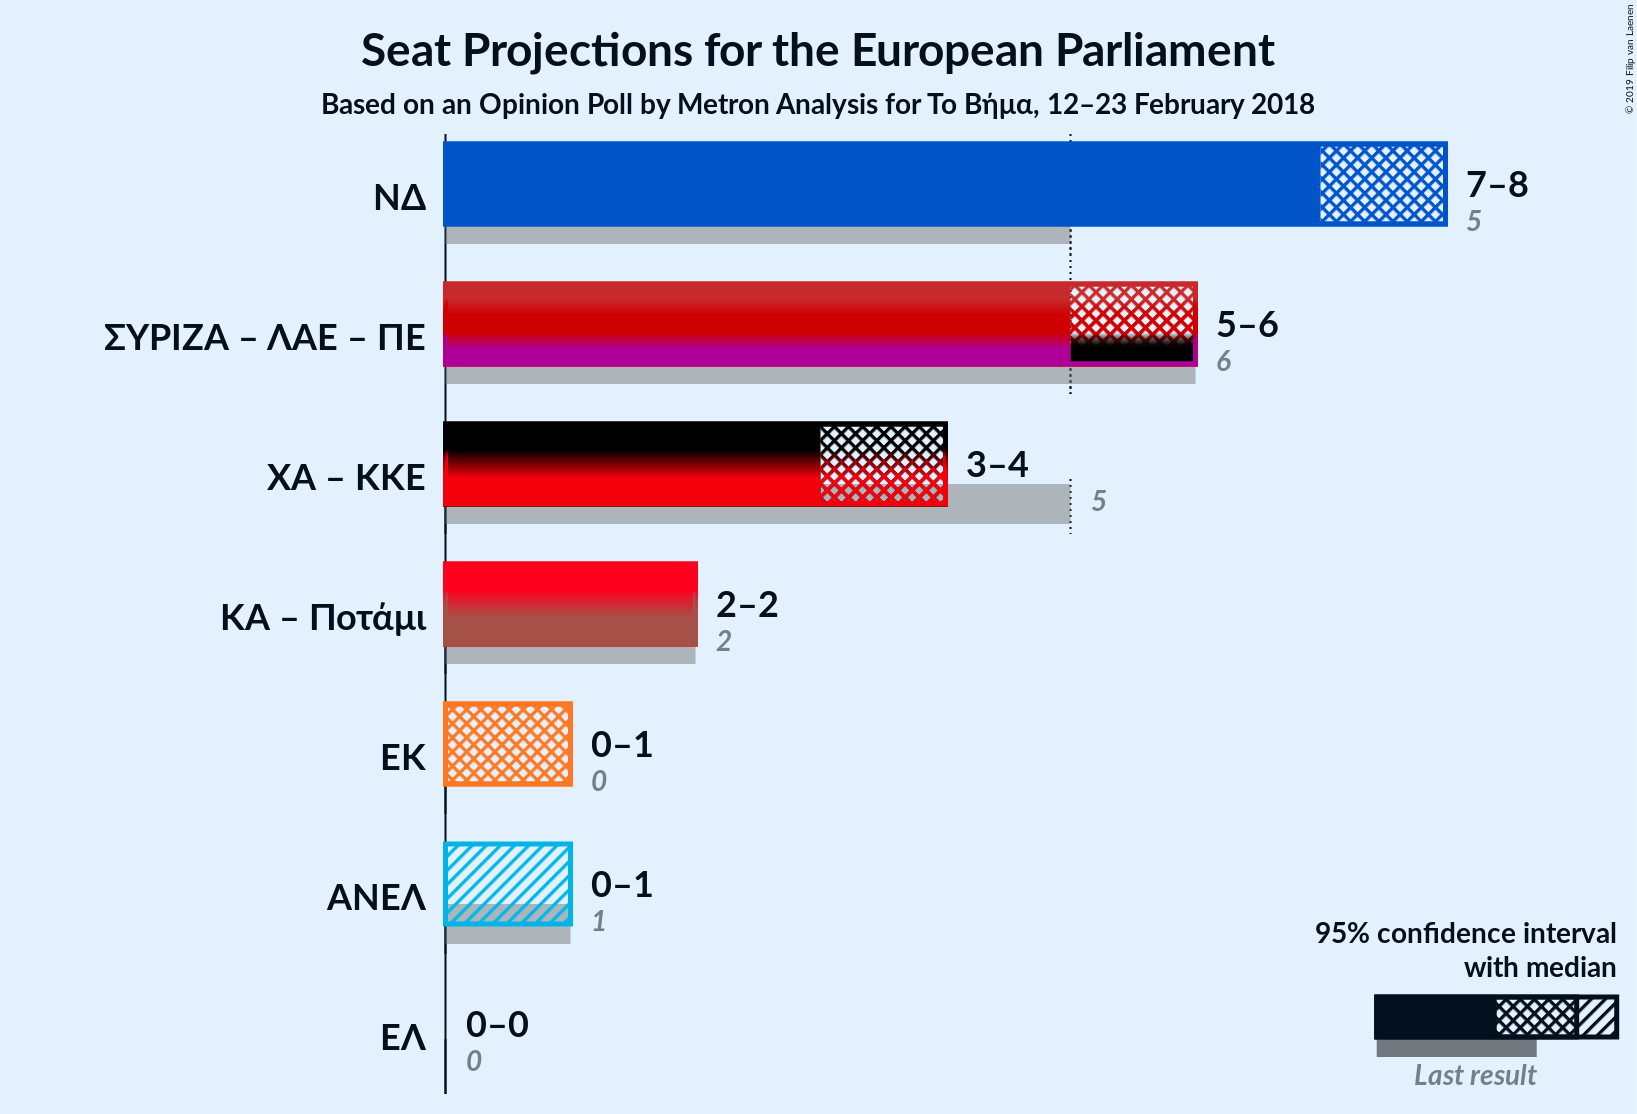 Seat Projections for the European Parliament
Based on an Opinion Poll by Metron Analysis for Το Βήμα, 12–23 February 2018
© 2019 Filip van Laenen
ΝΔ
7–8
5
ΣΥΡΙΖΑ – ΛΑΕ – ΠΕ
5–6
6
ΧΑ – ΚΚΕ
3–4
5
ΚΑ – Ποτάμι
2–2
2
ΕΚ
0–1
0
ΑΝΕΛ
0–1
1
ΕΛ
0–0
0
95% confidence interval
with median
Last result